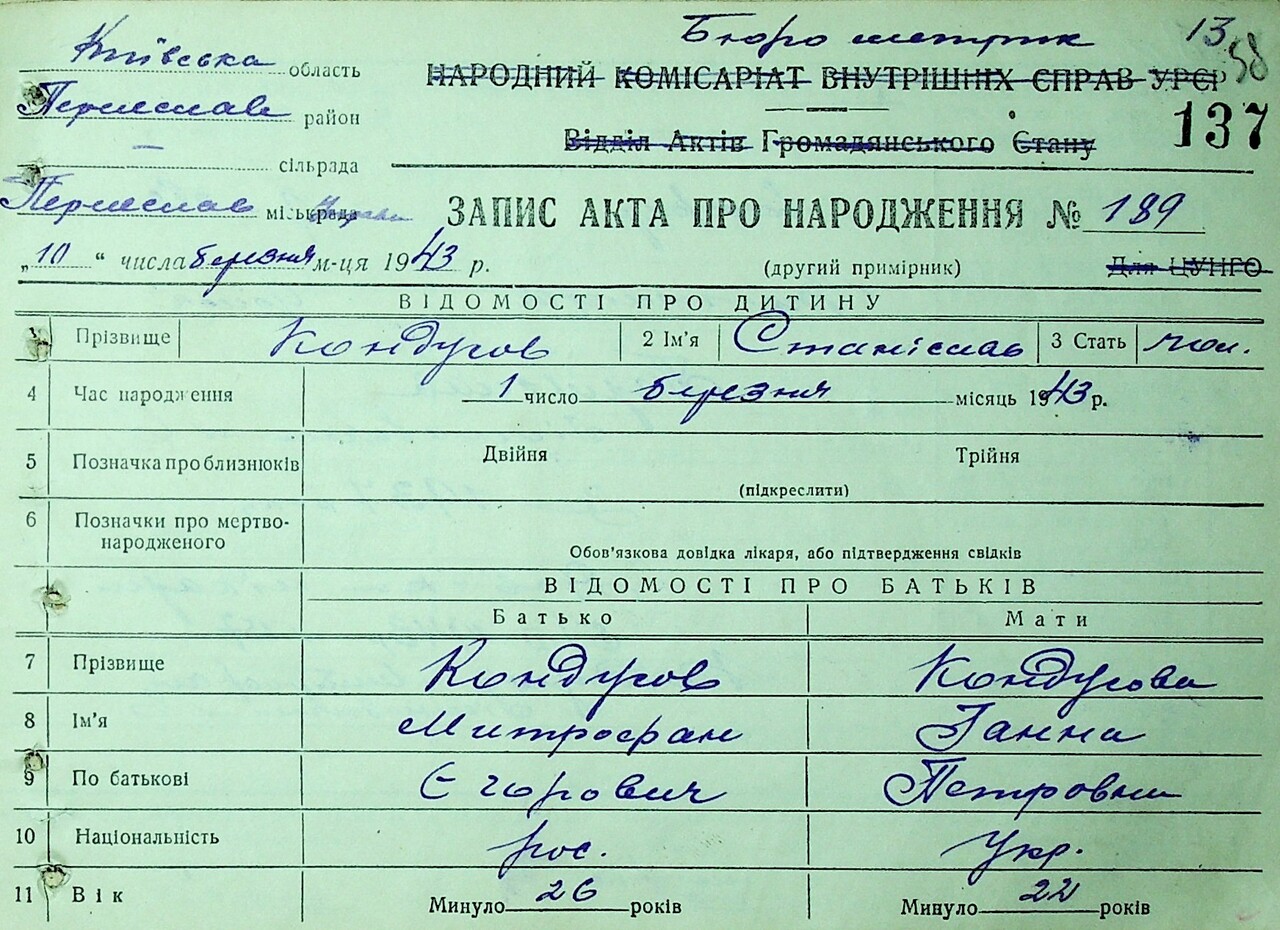 Бюро метрик 13
58
Київська область
НАРОДНИЙ КОМІСАРІАТ ВНУТРІШНІХ СПРАВ УРСР
Переяслав район
137
Відділ Актів Громадянського Стану
— сільрада
Переяслав міськрада
ЗАПИС АКТА ПРО НАРОДЖЕННЯ № 189
„10“ числа березня м-ця 1943 р.
(другий примірник)
Для ЦУНГО
ВІДОМОСТІ ПРО ДИТИНУ
1 Прізвище Кондусов 2 Ім'я Станіслав 3 Стать чол.
4 Час народження 1 число березня місяць 1943 р.
5 Позначка про близнюків Двійня Трійня
(підкреслити)
6 Позначки про мертво-
народженого
Обов'язкова довідка лікаря, або підтвердження свідків
ВІДОМОСТІ ПРО БАТЬКІВ
Батько Мати
7 Прізвище Кондусов Кондусова
8 Ім'я Митрофан Ганна
9 По батькові Єгорович Петровна
10 Національність рос. Укр.
11 Вік Минуло 26 років Минуло 22 років